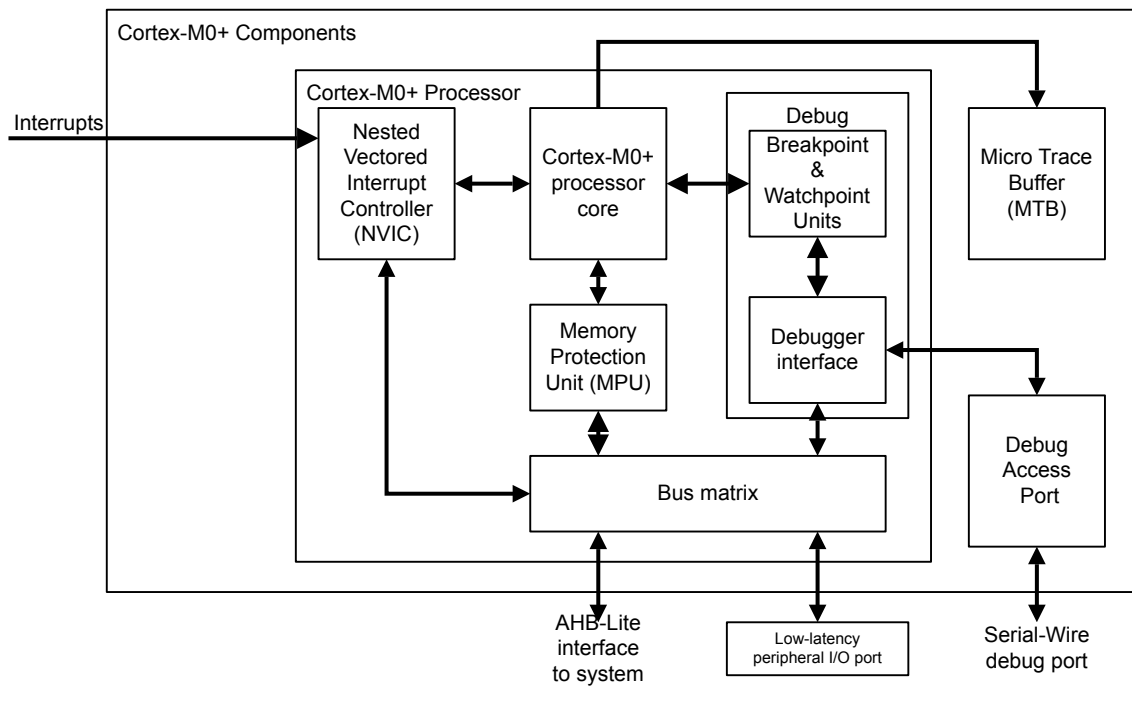 Cortex-M0+ Components
Cortex-M0+ Processor
Interrupts
Nested
Vectored
Interrupt
Controller
(NVIC)
Cortex-M0+
processor
core
Debug
Breakpoint
&
Watchpoint
Units
Micro Trace
Buffer
(MTB)
Memory
Protection
Unit (MPU)
Debugger
interface
Debug
Access
Port
Bus matrix
AHB-Lite
interface
to system
Low-latency
peripheral I/O port
Serial-Wire
debug port